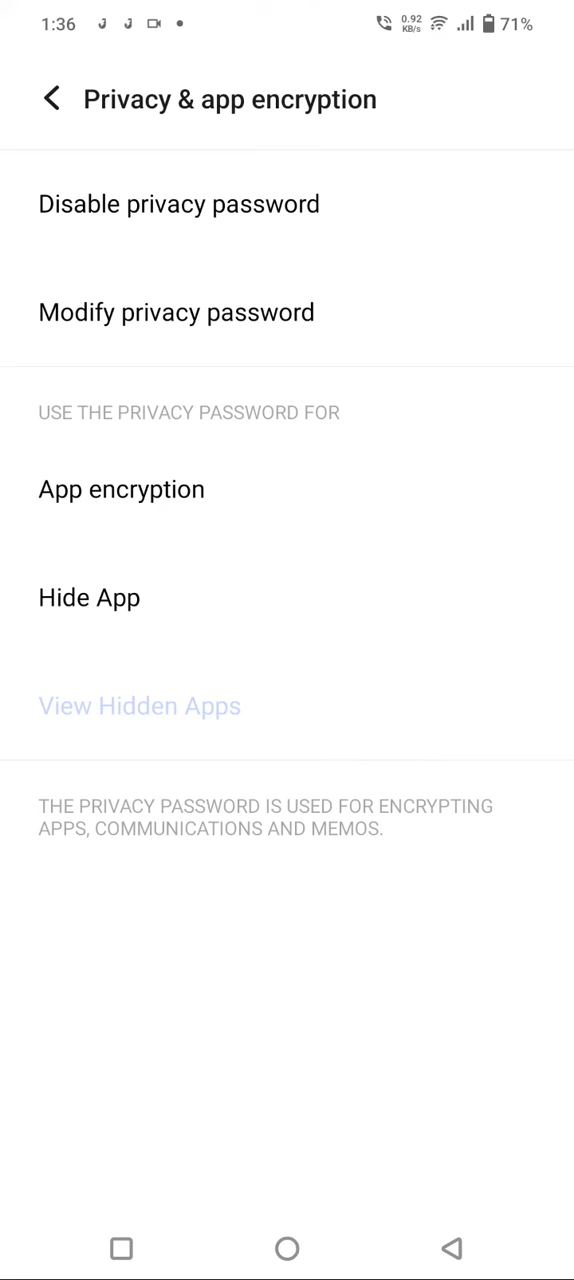 1:36 0.92 KB/s 71%
Privacy & app encryption
Disable privacy password
Modify privacy password
USE THE PRIVACY PASSWORD FOR
App encryption
Hide App
View Hidden Apps
THE PRIVACY PASSWORD IS USED FOR ENCRYPTING
APPS, COMMUNICATIONS AND MEMOS.